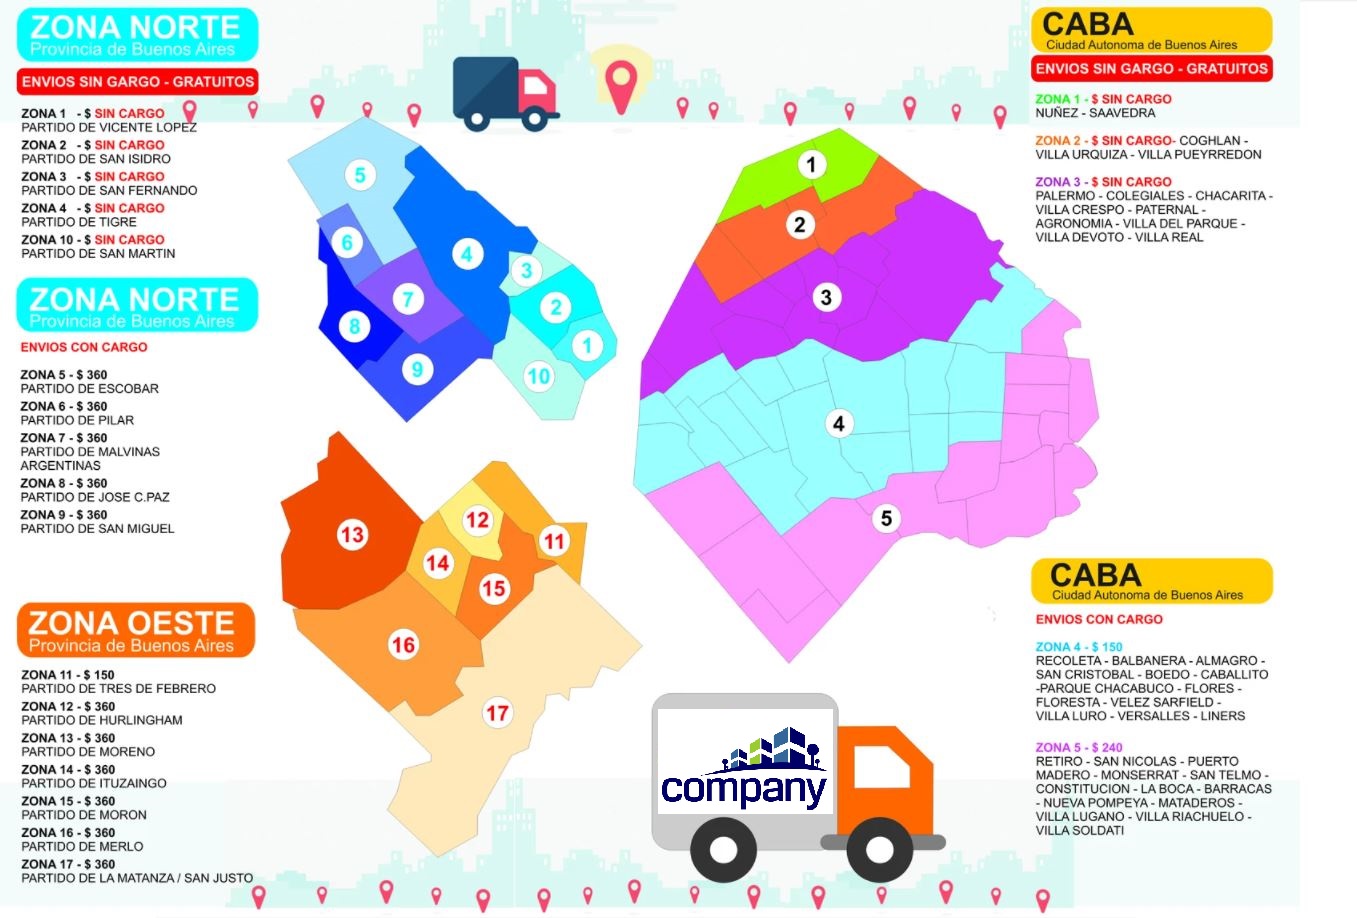 ZONA NORTE
Provincia de Buenos Aires
ENVIOS SIN GARGO - GRATUITOS
ZONA 1 - $ SIN CARGO
PARTIDO DE VICENTE LOPEZ
ZONA 2 - $ SIN CARGO
PARTIDO DE SAN ISIDRO
ZONA 3 - $ SIN CARGO
PARTIDO DE SAN FERNANDO
ZONA 4 - $ SIN CARGO
PARTIDO DE TIGRE
ZONA 10 - $ SIN CARGO
PARTIDO DE SAN MARTIN
ZONA NORTE
Provincia de Buenos Aires
ENVIOS CON CARGO
ZONA 5 - $ 360
PARTIDO DE ESCOBAR
ZONA 6 - $ 360
PARTIDO DE PILAR
ZONA 7 - $ 360
PARTIDO DE MALVINAS
ARGENTINAS
ZONA 8 - $ 360
PARTIDO DE JOSE C.PAZ
ZONA 9 - $ 360
PARTIDO DE SAN MIGUEL
ZONA OESTE
Provincia de Buenos Aires
ZONA 11 - $ 150
PARTIDO DE TRES DE FEBRERO
ZONA 12 - $ 360
PARTIDO DE HURLINGHAM
ZONA 13 - $ 360
PARTIDO DE MORENO
ZONA 14 - $ 360
PARTIDO DE ITUZAINGO
ZONA 15 - $ 360
PARTIDO DE MORON
ZONA 16 - $ 360
PARTIDO DE MERLO
ZONA 17 - $ 360
PARTIDO DE LA MATANZA / SAN JUSTO
5
6
4
3
7
2
8
1
9
10
13
12
11
14
15
16
17
1
2
3
4
5
company
CABA
Ciudad Autonoma de Buenos Aires
ENVIOS SIN GARGO - GRATUITOS
ZONA 1 - $ SIN CARGO
NUÑEZ - SAAVEDRA
ZONA 2 - $ SIN CARGO- COGHLAN -
VILLA URQUIZA - VILLA PUEYRREDON
ZONA 3 - $ SIN CARGO
PALERMO - COLEGIALES - CHACARITA -
VILLA CRESPO - PATERNAL -
AGRONOMIA - VILLA DEL PARQUE -
VILLA DEVOTO - VILLA REAL
CABA
Ciudad Autonoma de Buenos Aires
ENVIOS CON CARGO
ZONA 4 - $ 150
RECOLETA - BALBANERA - ALMAGRO -
SAN CRISTOBAL - BOEDO - CABALLITO
-PARQUE CHACABUCO - FLORES -
FLORESTA - VELEZ SARFIELD -
VILLA LURO - VERSALLES - LINERS
ZONA 5 - $ 240
RETIRO - SAN NICOLAS - PUERTO
MADERO - MONSERRAT - SAN TELMO -
CONSTITUCION - LA BOCA - BARRACAS
- NUEVA POMPEYA - MATADEROS -
VILLA LUGANO - VILLA RIACHUELO -
VILLA SOLDATI